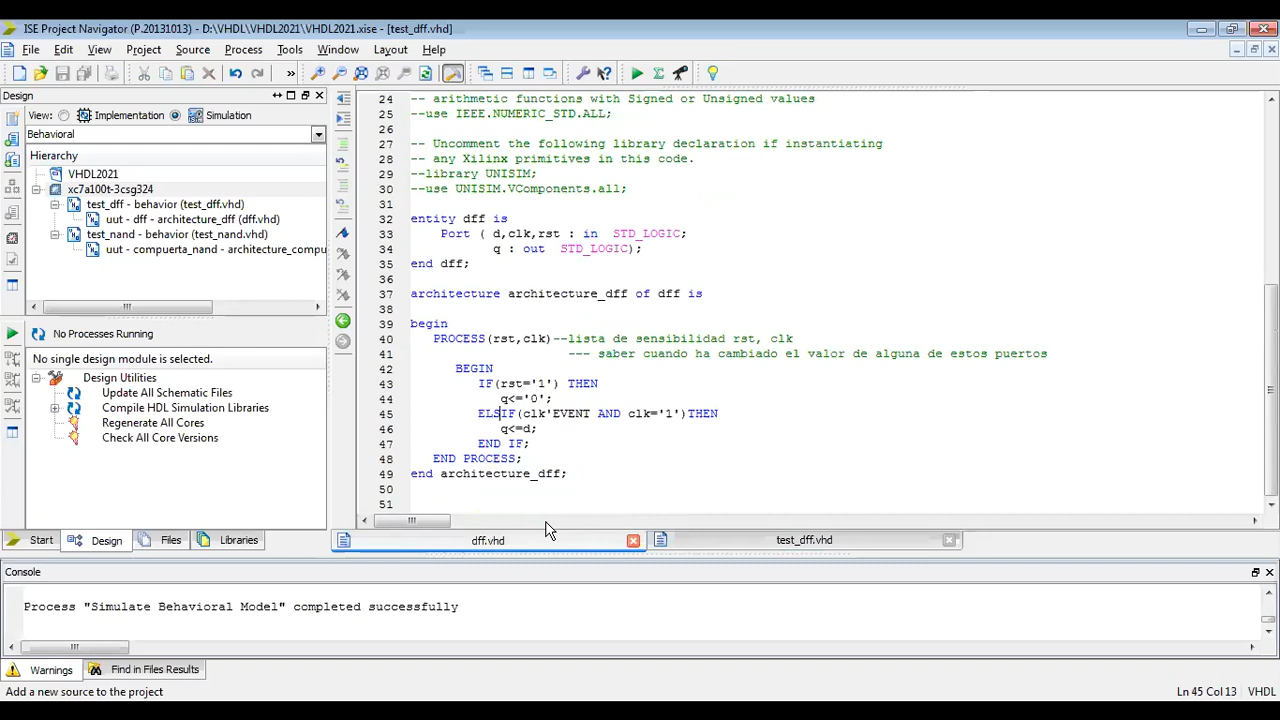 ISE Project Navigator (P.20131013) - D:\VHDL\VHDL2021\VHDL2021.xise - [test_dff.vhd]
File Edit View Project Source Process Tools Window Layout Help
»
Design
View: Implementation Simulation
Behavioral
Hierarchy
VHDL2021
xc7a100t-3csg324
test_dff - behavior (test_dff.vhd)
uut - dff - architecture_dff (dff.vhd)
test_nand - behavior (test_nand.vhd)
uut - compuerta_nand - architecture_compu
No Processes Running
No single design module is selected.
Design Utilities
Update All Schematic Files
Compile HDL Simulation Libraries
Regenerate All Cores
Check All Core Versions
Start Design Files Libraries
24 -- arithmetic functions with Signed or Unsigned values
25 --use IEEE.NUMERIC_STD.ALL;
26
27 -- Uncomment the following library declaration if instantiating
28 -- any Xilinx primitives in this code.
29 --library UNISIM;
30 --use UNISIM.VComponents.all;
31
32 entity dff is
33 Port ( d,clk,rst : in STD_LOGIC;
34 q : out STD_LOGIC);
35 end dff;
36
37 architecture architecture_dff of dff is
38
39 begin
40 PROCESS(rst,clk)--lista de sensibilidad rst, clk
41 --- saber cuando ha cambiado el valor de alguna de estos puertos
42 BEGIN
43 IF(rst='1') THEN
44 q<='0';
45 ELSIF(clk'EVENT AND clk='1')THEN
46 q<=d;
47 END IF;
48 END PROCESS;
49 end architecture_dff;
50
51
dff.vhd test_dff.vhd
Console
Process "Simulate Behavioral Model" completed successfully
Warnings Find in Files Results
Add a new source to the project Ln 45 Col 13 VHDL